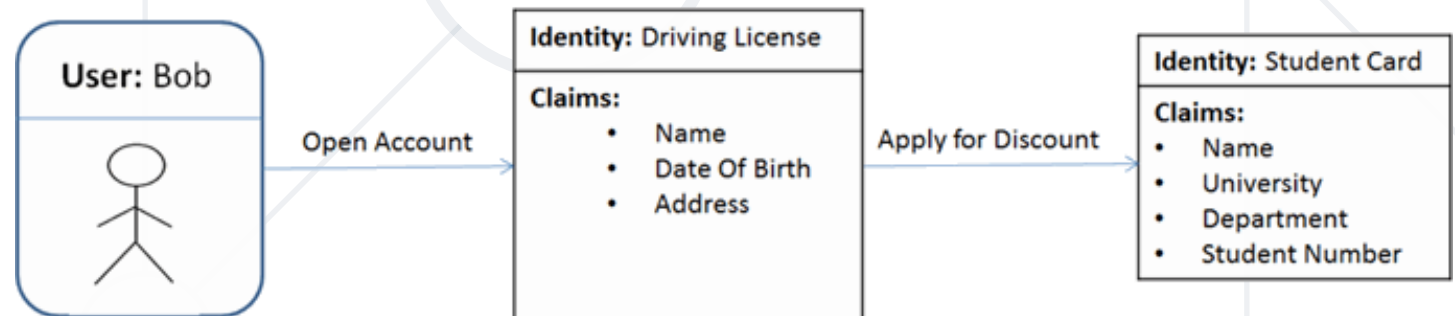 User: Bob
Open Account
Identity: Driving License
Claims:
• Name
• Date Of Birth
• Address
Apply for Discount
Identity: Student Card
Claims:
• Name
• University
• Department
• Student Number